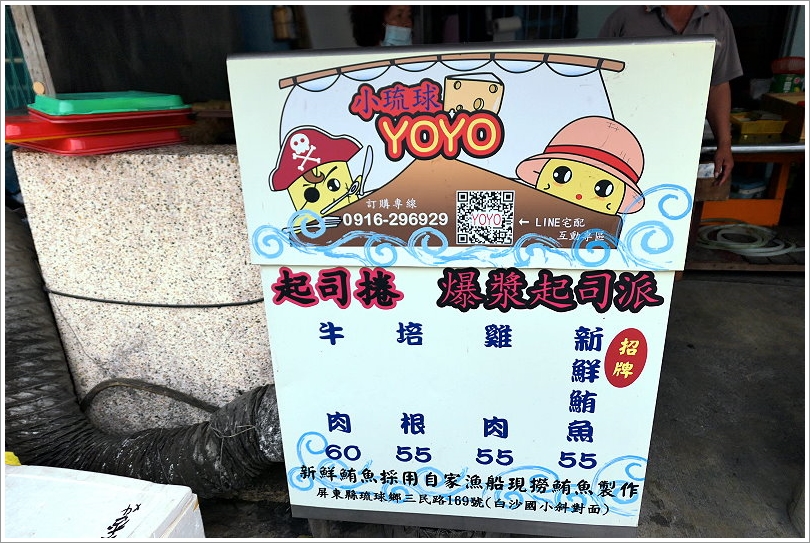 小琉球
YOYO
訂購專線
0916-296929
YOYO
← LINE宅配
互動專區
起司捲 爆漿起司派
招牌
新鮮鮪魚 55
雞肉 55
培根 55
牛肉 60
新鮮鮪魚採用自家漁船現撈鮪魚製作
屏東縣琉球鄉三民路169號(白沙國小斜對面)